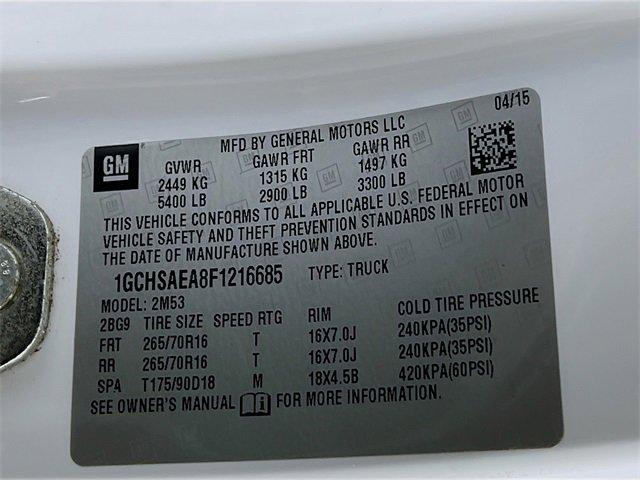 04/15
MFD BY GENERAL MOTORS LLC
GM
GVWR GAWR FRT GAWR RR
2449 KG 1315 KG 1497 KG
5400 LB 2900 LB 3300 LB
THIS VEHICLE CONFORMS TO ALL APPLICABLE U.S. FEDERAL MOTOR
VEHICLE SAFETY AND THEFT PREVENTION STANDARDS IN EFFECT ON
THE DATE OF MANUFACTURE SHOWN ABOVE.
1GCHSAEA8F1216685 TYPE: TRUCK
MODEL: 2M53
2BG9 TIRE SIZE SPEED RTG RIM COLD TIRE PRESSURE
FRT 265/70R16 T 16X7.0J 240KPA(35PSI)
RR 265/70R16 T 16X7.0J 240KPA(35PSI)
SPA T175/90D18 M 18X4.5B 420KPA(60PSI)
SEE OWNER'S MANUAL FOR MORE INFORMATION.